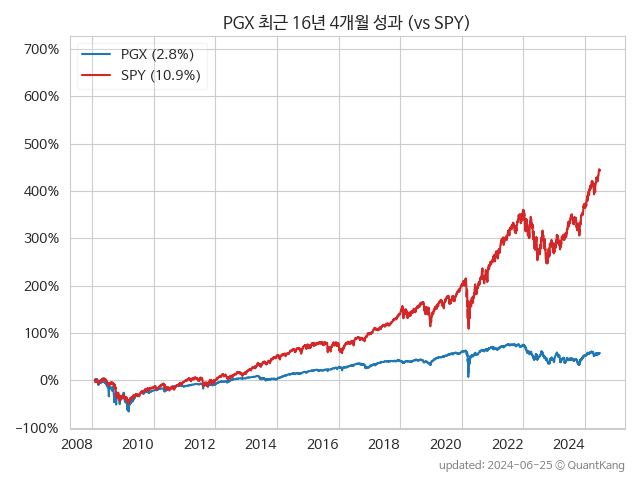 PGX 최근 16년 4개월 성과 (vs SPY)
700%
PGX (2.8%)
SPY (10.9%)
600%
500%
400%
300%
200%
100%
0%
−100%
2008 2010 2012 2014 2016 2018 2020 2022 2024
updated: 2024-06-25 © QuantKang